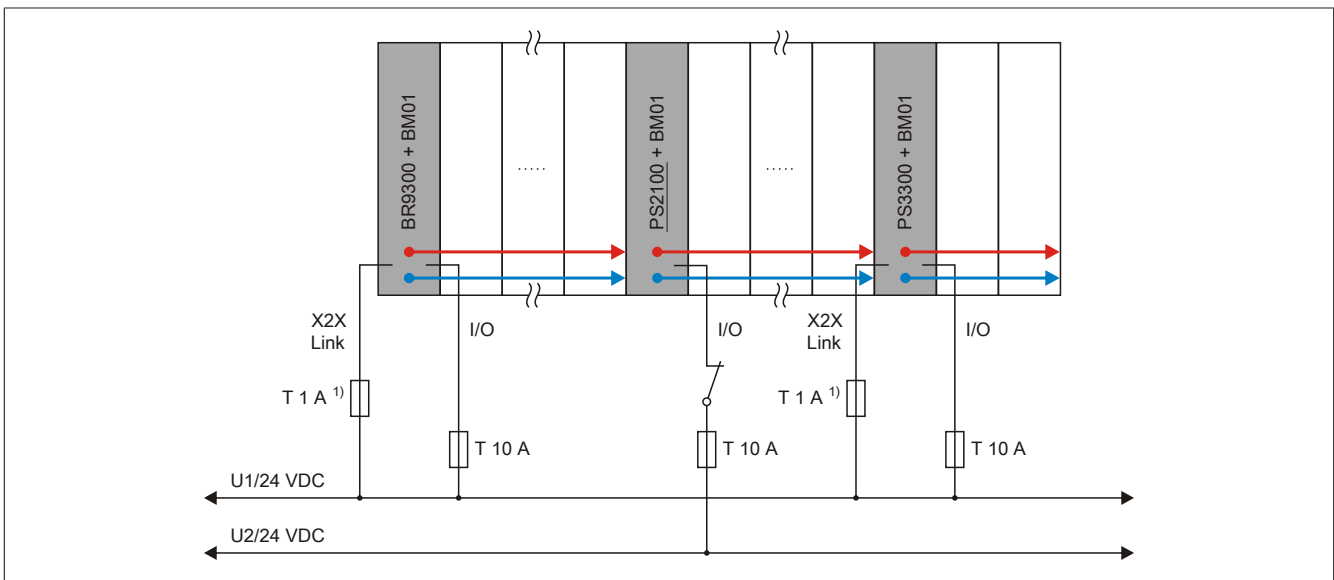 BR9300 + BM01
.....
PS2100 + BM01
.....
PS3300 + BM01
X2X
Link
I/O
I/O
X2X
Link
I/O
T 1 A 1)
T 1 A 1)
T 10 A
T 10 A
T 10 A
U1/24 VDC
U2/24 VDC